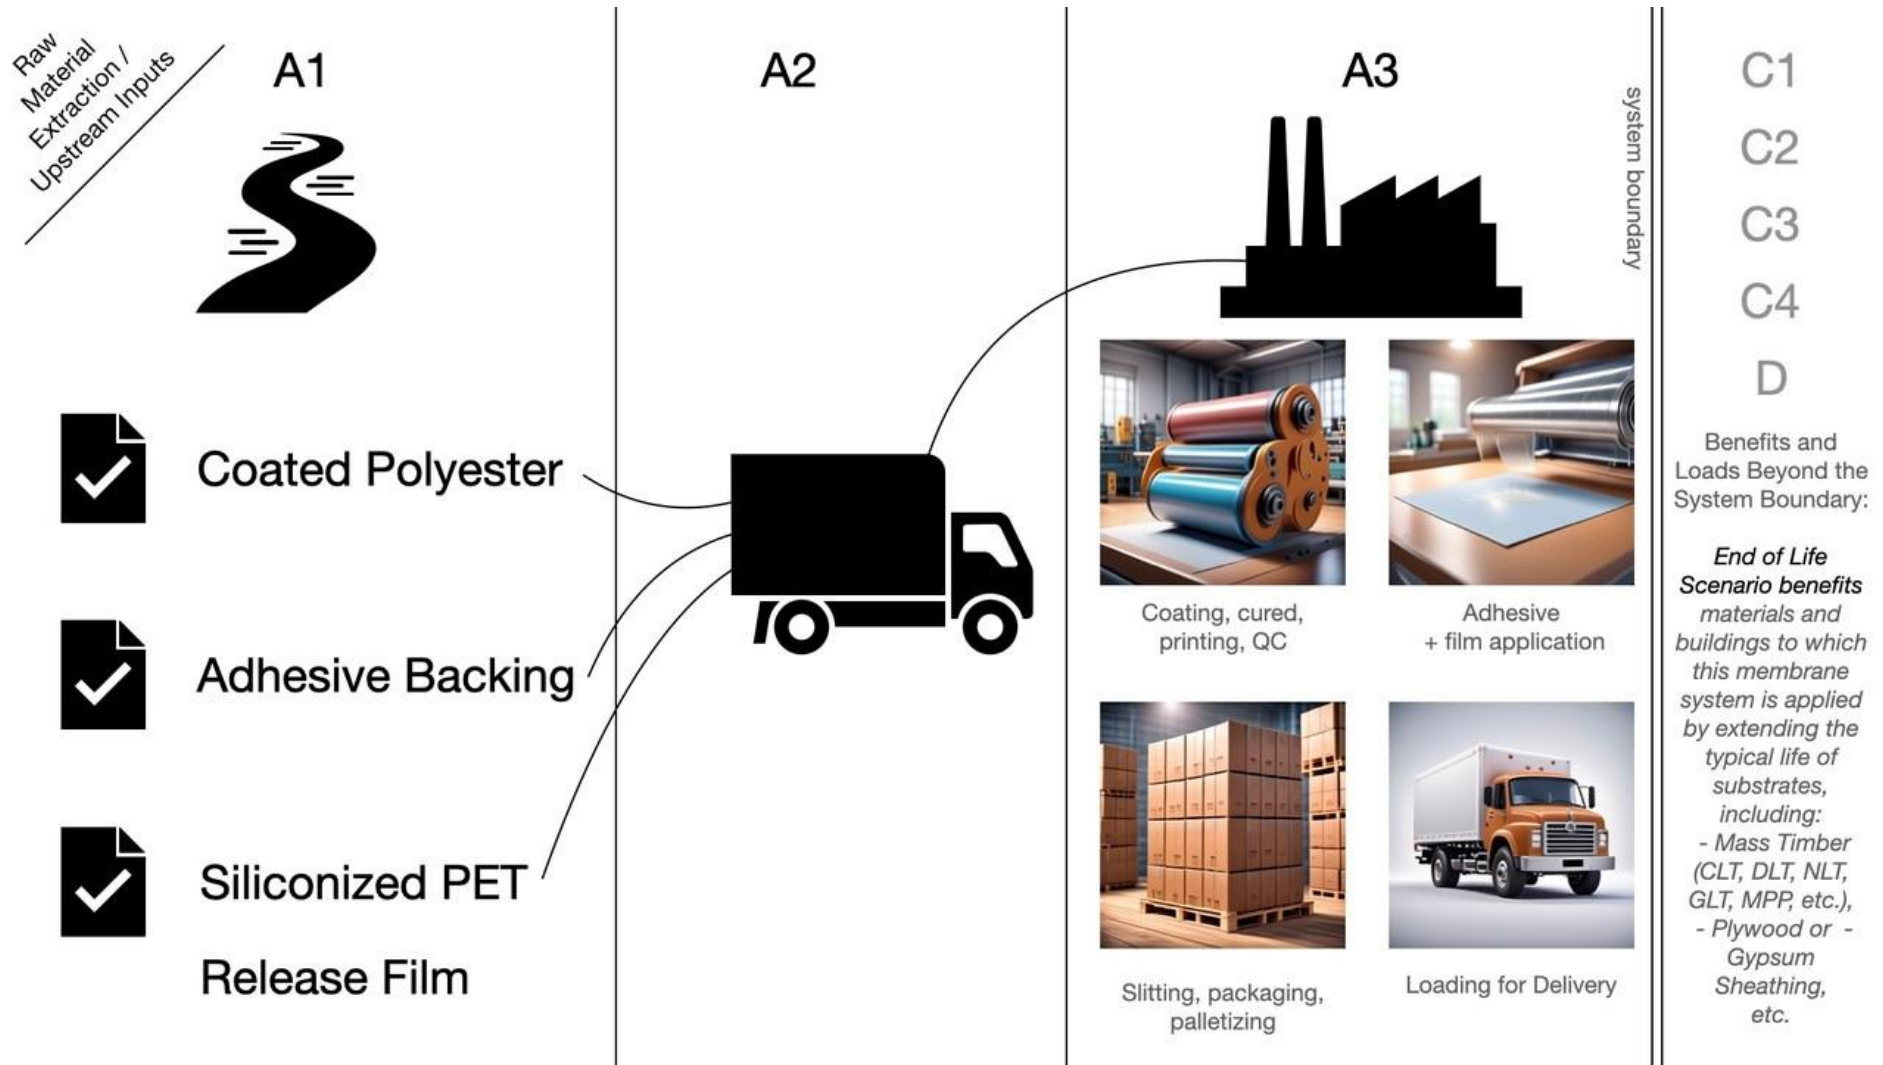 Raw
Material
Extraction /
Upstream Inputs
A1
Coated Polyester
Adhesive Backing
Siliconized PET
Release Film
A2
A3
system boundary
Coating, cured,
printing, QC
Adhesive
+ film application
Slitting, packaging,
palletizing
Loading for Delivery
C1
C2
C3
C4
D
Benefits and
Loads Beyond the
System Boundary:
End of Life
Scenario benefits
materials and
buildings to which
this membrane
system is applied
by extending the
typical life of
substrates,
including:
- Mass Timber
(CLT, DLT, NLT,
GLT, MPP, etc.),
- Plywood or -
Gypsum
Sheathing,
etc.